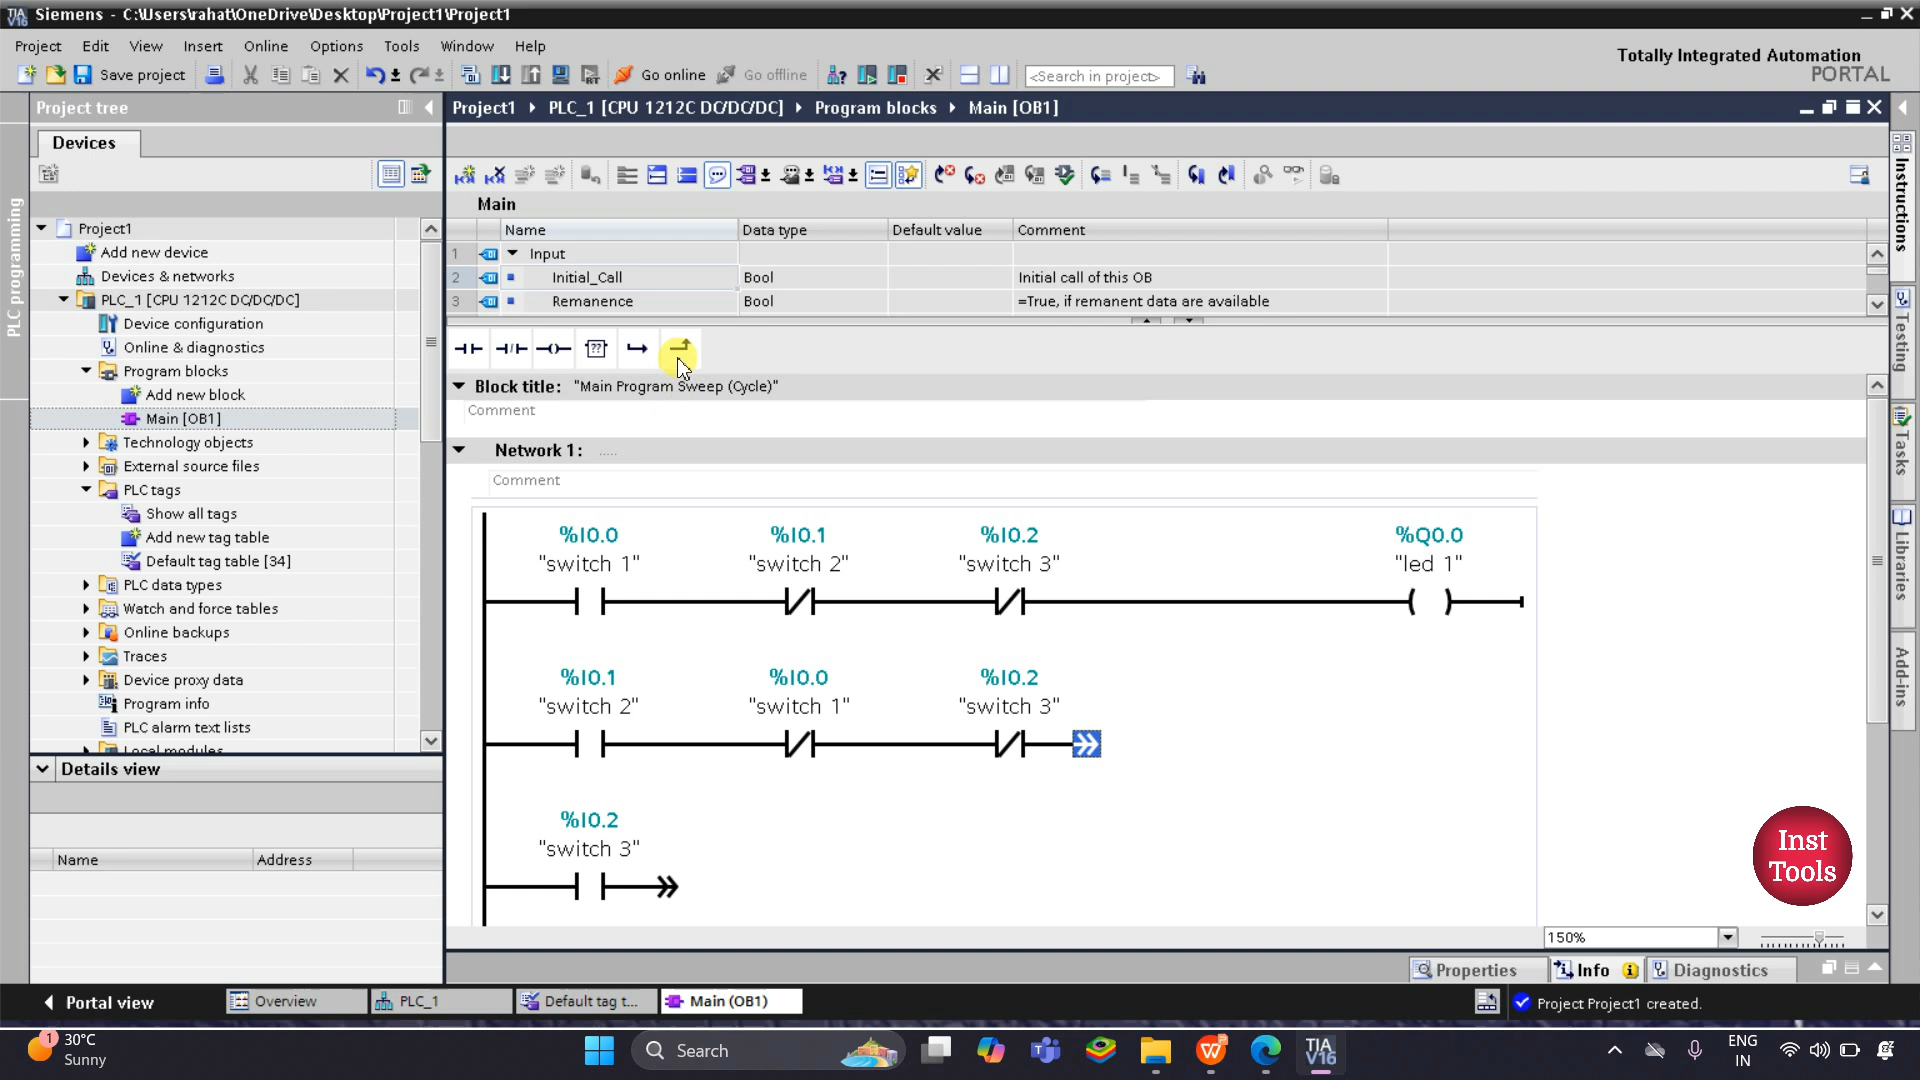 Siemens - C:\Users\rahat\OneDrive\Desktop\Project1\Project1
Project Edit View Insert Online Options Tools Window Help
Totally Integrated Automation
PORTAL
Save project
Go online
Go offline
<Search in project>
Project tree
Project1 PLC_1 [CPU 1212C DC/DC/DC] Program blocks Main [OB1]
Devices
PLC programming
Project1
Add new device
Devices & networks
PLC_1 [CPU 1212C DC/DC/DC]
Device configuration
Online & diagnostics
Program blocks
Add new block
Main [OB1]
Technology objects
External source files
PLC tags
Show all tags
Add new tag table
Default tag table [34]
PLC data types
Watch and force tables
Online backups
Traces
Device proxy data
Program info
PLC alarm text lists
Local modules
Details view
Name Address
Main
Name Data type Default value Comment
1 Input
2 Initial_Call Bool Initial call of this OB
3 Remanence Bool =True, if remanent data are available
??
Block title: "Main Program Sweep (Cycle)"
Comment
Network 1: .....
Comment
%I0.0 %I0.1 %I0.2 %Q0.0
"switch 1" "switch 2" "switch 3" "led 1"
%I0.1 %I0.0 %I0.2
"switch 2" "switch 1" "switch 3"
%I0.2
"switch 3"
Inst
Tools
150%
Properties Info Diagnostics
Instructions
Testing
Tasks
Libraries
Add-ins
Portal view Overview PLC_1 Default tag t... Main (OB1)
Project Project1 created.
1
30°C
Sunny
Search
TIA
V16
ENG
IN